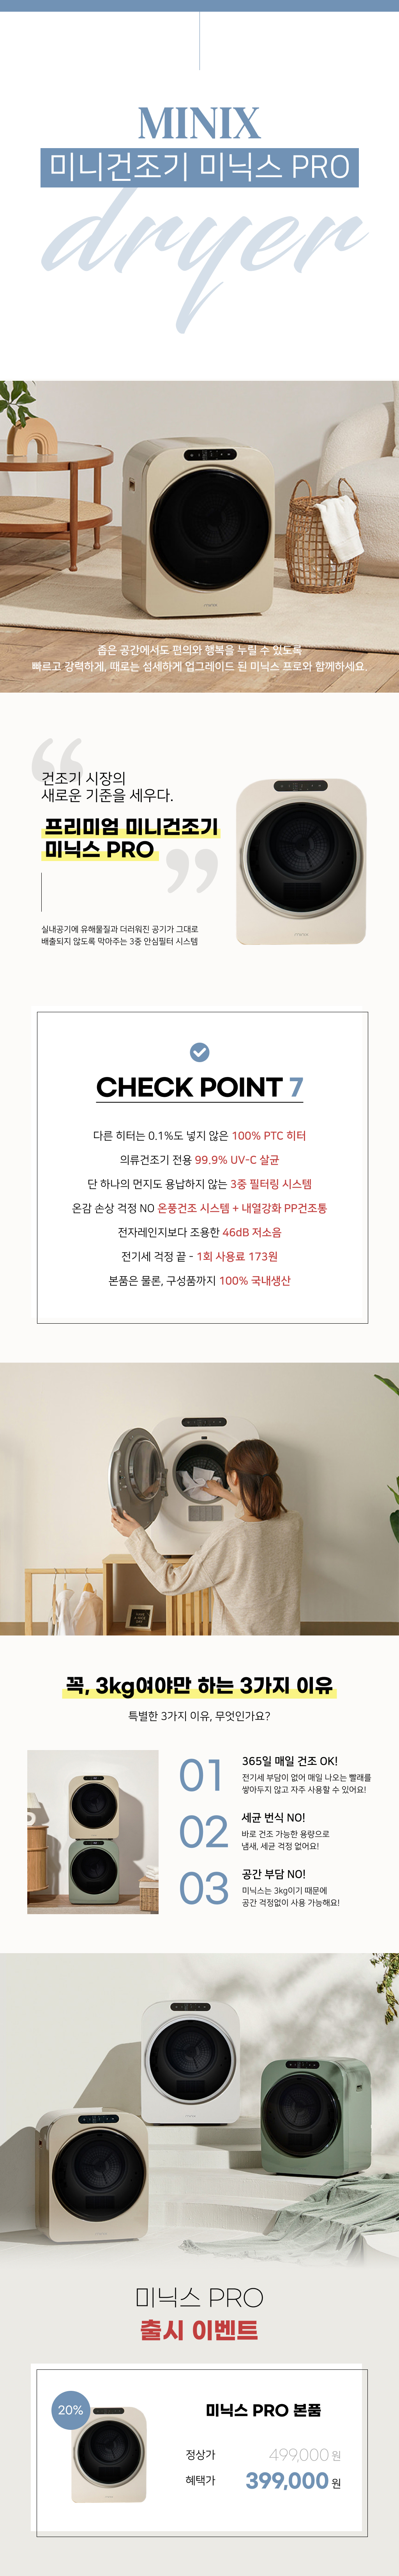 MINIX
미니건조기 미닉스 PRO
dryer
좁은 공간에서도 편의와 행복을 누릴 수 있도록
빠르고 강력하게, 때로는 섬세하게 업그레이드 된 미닉스 프로와 함께하세요.
“
건조기 시장의
새로운 기준을 세우다.
프리미엄 미니건조기
미닉스 PRO
”
실내공기에 유해물질과 더러워진 공기가 그대로
배출되지 않도록 막아주는 3중 안심필터 시스템
CHECK POINT 7
다른 히터는 0.1%도 넣지 않은 100% PTC 히터
의류건조기 전용 99.9% UV-C 살균
단 하나의 먼지도 용납하지 않는 3중 필터링 시스템
온감 손상 걱정 NO 온풍건조 시스템 + 내열강화 PP건조통
전자레인지보다 조용한 46dB 저소음
전기세 걱정 끝 - 1회 사용료 173원
본품은 물론, 구성품까지 100% 국내생산
꼭, 3kg여야만 하는 3가지 이유
특별한 3가지 이유, 무엇인가요?
01
365일 매일 건조 OK!
전기세 부담이 없어 매일 나오는 빨래를
쌓아두지 않고 자주 사용할 수 있어요!
02
세균 번식 NO!
바로 건조 가능한 용량으로
냄새, 세균 걱정 없어요!
03
공간 부담 NO!
미닉스는 3kg이기 때문에
공간 걱정없이 사용 가능해요!
미닉스 PRO
출시 이벤트
20%
미닉스 PRO 본품
정상가 499,000 원
혜택가 399,000 원